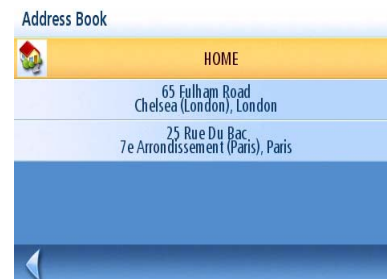 Address Book
HOME
65 Fulham Road
Chelsea (London), London
25 Rue Du Bac
7e Arrondissement (Paris), Paris